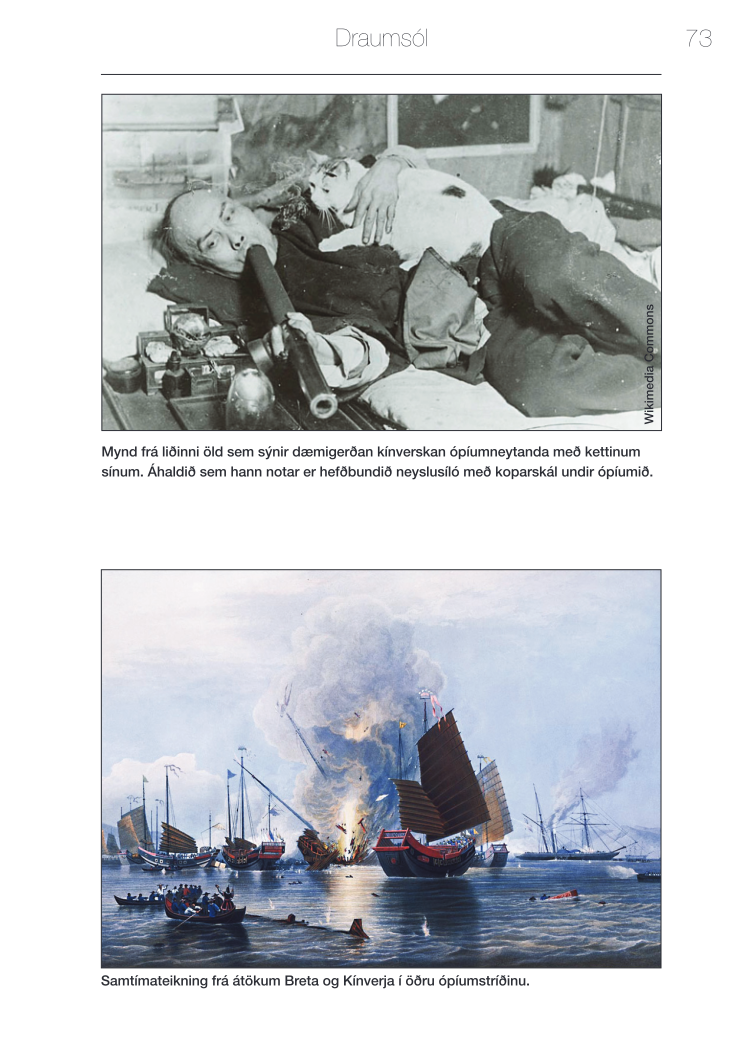 Draumsól 73
Wikimedia Commons
Mynd frá liðinni öld sem sýnir dæmigerðan kínverskan ópíumneytanda með kettinum
sínum. Áhaldið sem hann notar er hefðbundið neyslusíló með koparskál undir ópíumið.
Samtímateikning frá átökum Breta og Kínverja í öðru ópíumstríðinu.